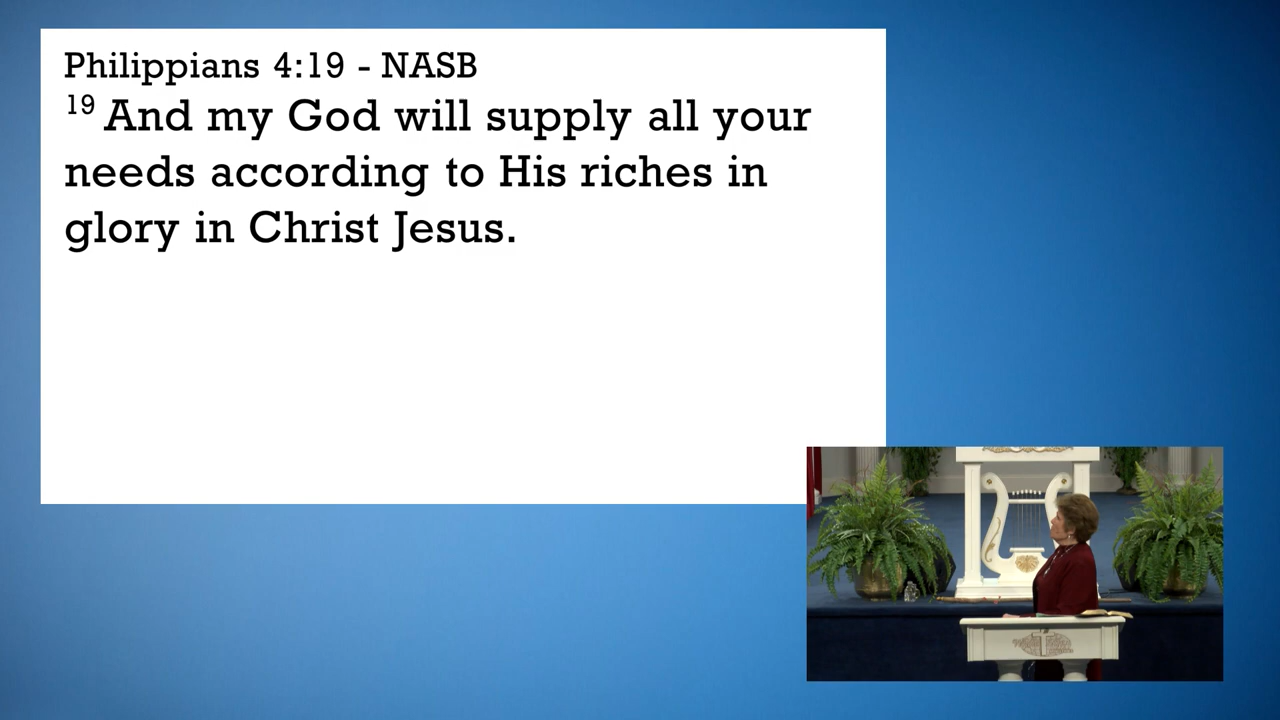 Philippians 4:19 - NASB
19 And my God will supply all your
needs according to His riches in
glory in Christ Jesus.